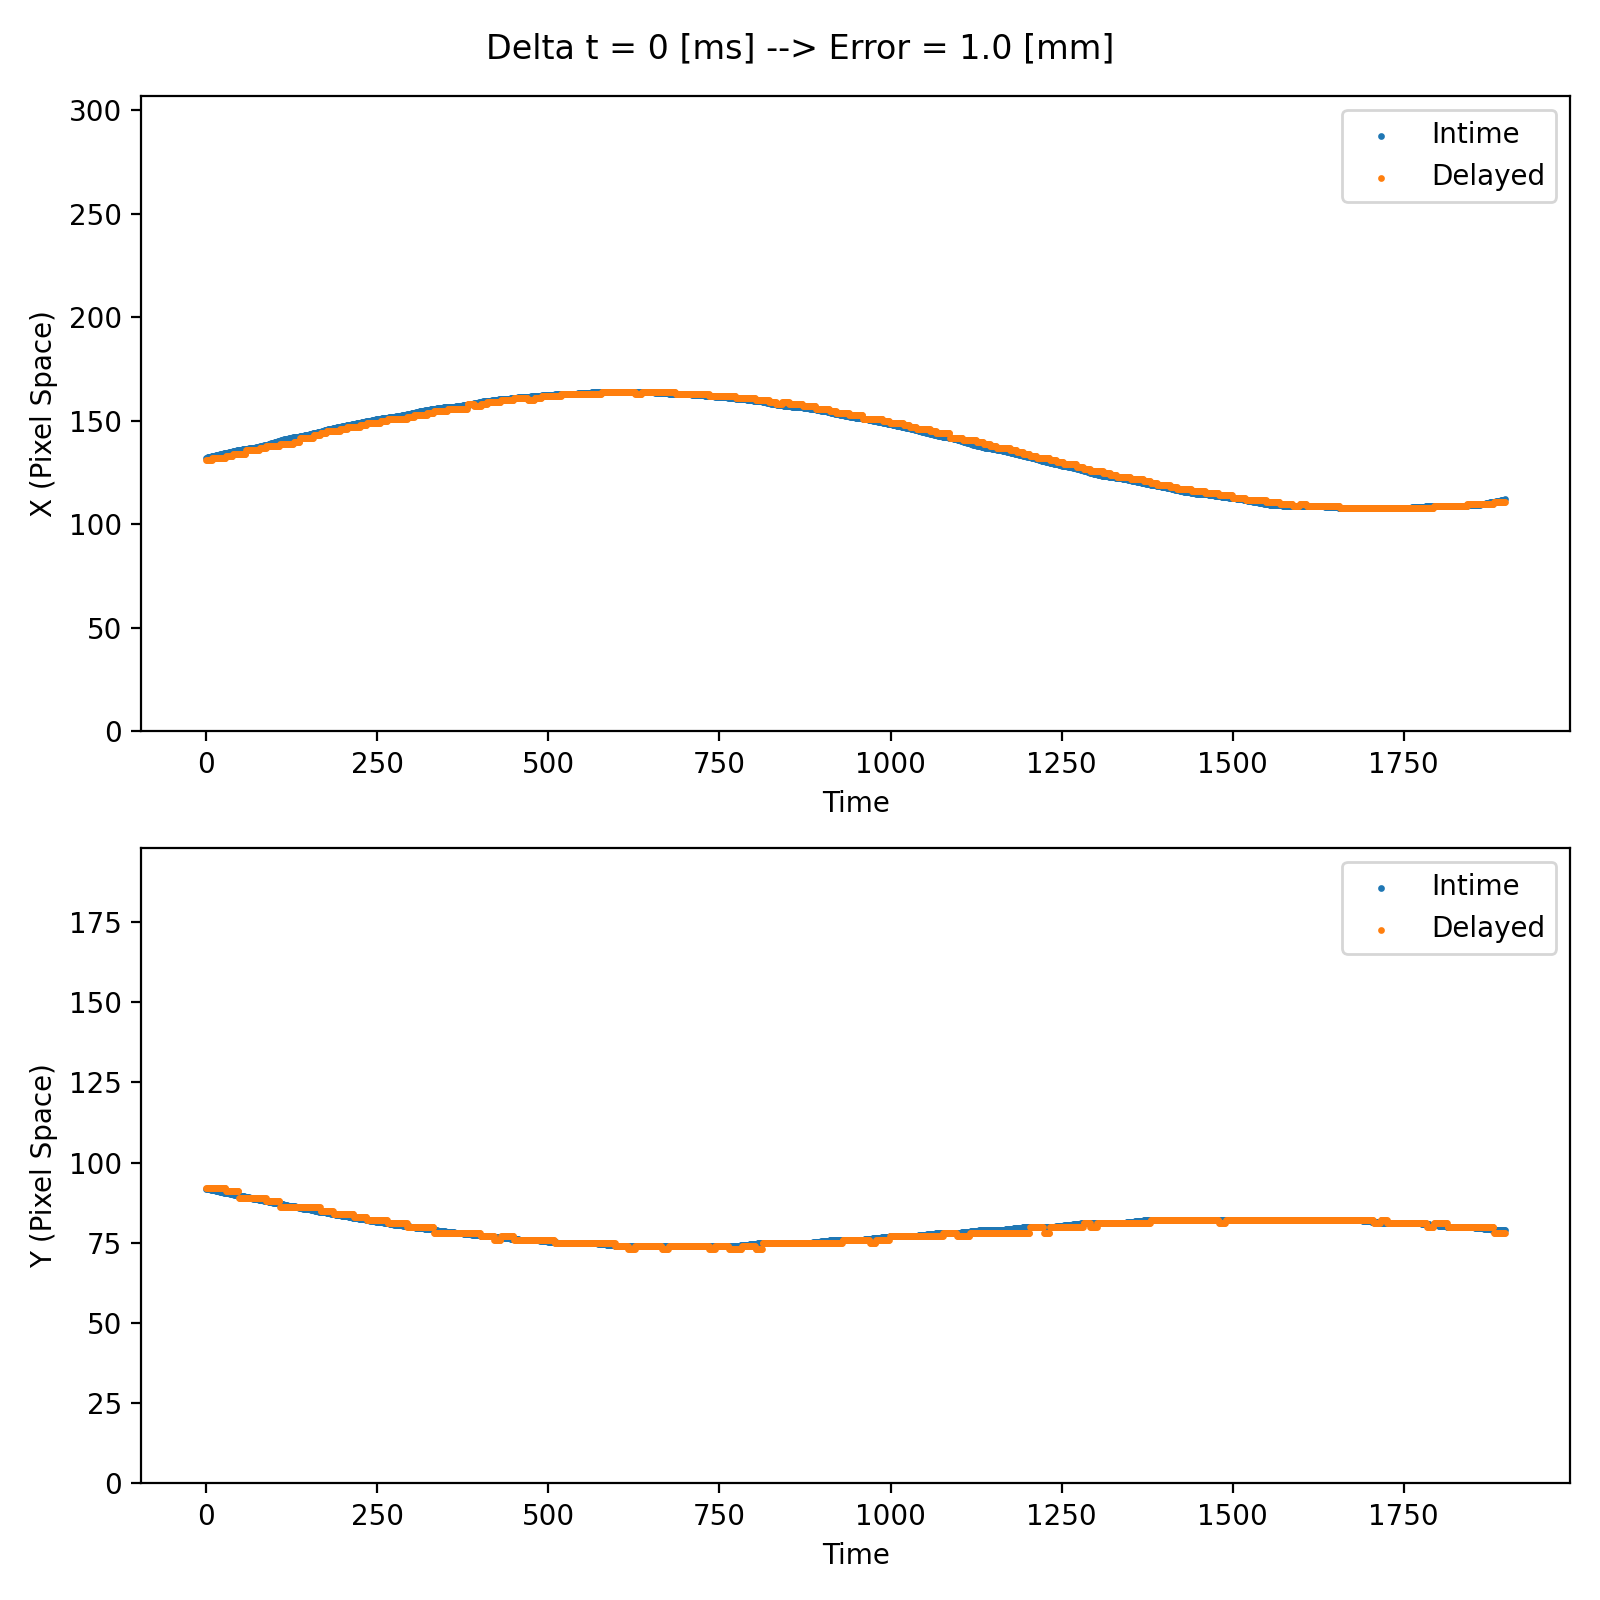 Delta t = 0 [ms] --> Error = 1.0 [mm]
300
250
200
150
100
50
0
X (Pixel Space)
Intime
Delayed
0 250 500 750 1000 1250 1500 1750
Time
175
150
125
100
75
50
25
0
Y (Pixel Space)
Intime
Delayed
0 250 500 750 1000 1250 1500 1750
Time